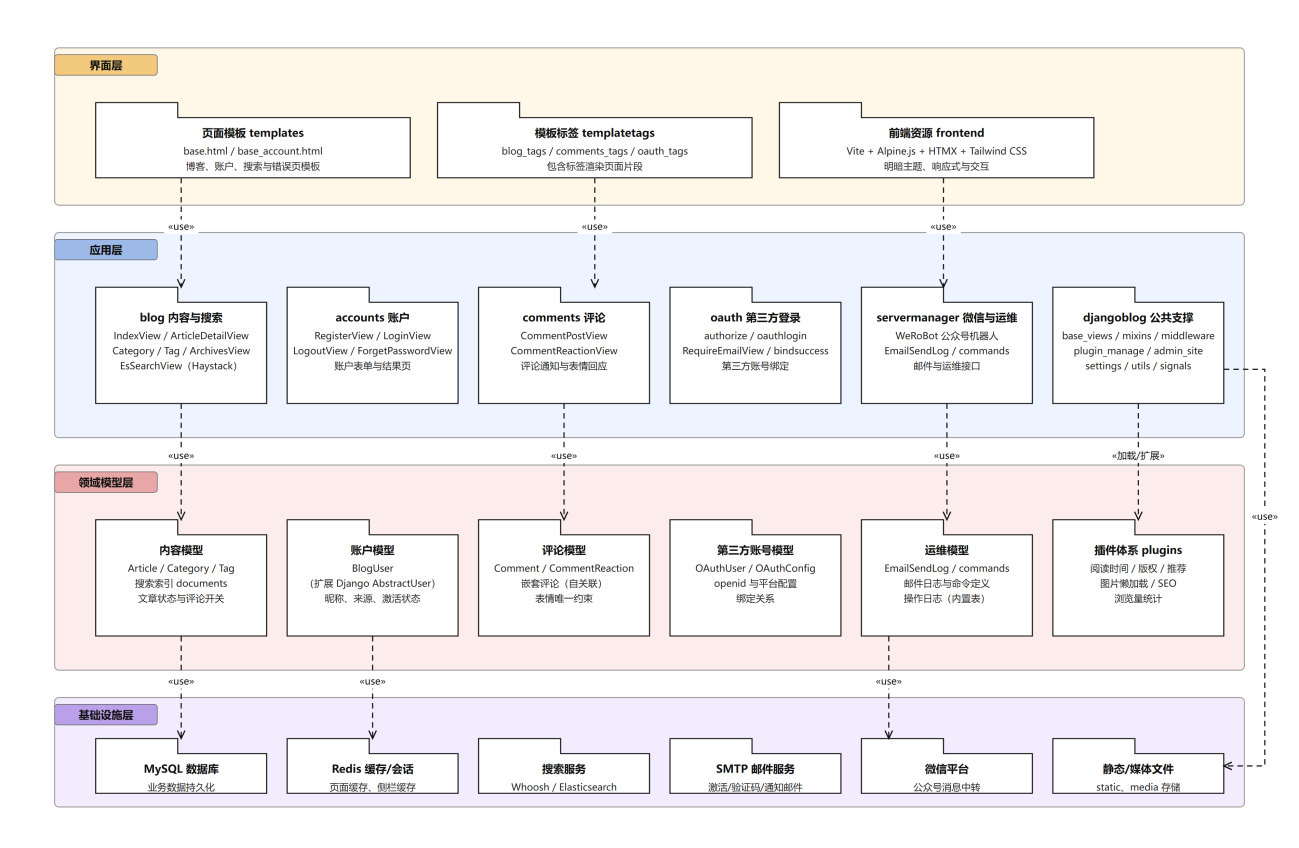 界面层
页面模板 templates
base.html / base_account.html
博客、账户、搜索与错误页模板
模板标签 templatetags
blog_tags / comments_tags / oauth_tags
包含标签渲染页面片段
前端资源 frontend
Vite + Alpine.js + HTMX + Tailwind CSS
明暗主题、响应式与交互
«use»
«use»
«use»
应用层
blog 内容与搜索
IndexView / ArticleDetailView
Category / Tag / ArchivesView
EsSearchView（Haystack）
accounts 账户
RegisterView / LoginView
LogoutView / ForgetPasswordView
账户表单与结果页
comments 评论
CommentPostView
CommentReactionView
评论通知与表情回应
oauth 第三方登录
authorize / oauthlogin
RequireEmailView / bindsuccess
第三方账号绑定
servermanager 微信与运维
WeRoBot 公众号机器人
EmailSendLog / commands
邮件与运维接口
djangoblog 公共支撑
base_views / mixins / middleware
plugin_manage / admin_site
settings / utils / signals
«use»
«use»
«use»
«加载/扩展»
«use»
领域模型层
内容模型
Article / Category / Tag
搜索索引 documents
文章状态与评论开关
账户模型
BlogUser
(扩展 Django AbstractUser)
昵称、来源、激活状态
评论模型
Comment / CommentReaction
嵌套评论（自关联）
表情唯一约束
第三方账号模型
OAuthUser / OAuthConfig
openid 与平台配置
绑定关系
运维模型
EmailSendLog / commands
邮件日志与命令定义
操作日志（内置表）
插件体系 plugins
阅读时间 / 版权 / 推荐
图片懒加载 / SEO
浏览量统计
«use»
«use»
«use»
基础设施层
MySQL 数据库
业务数据持久化
Redis 缓存/会话
页面缓存、侧栏缓存
搜索服务
Whoosh / Elasticsearch
SMTP 邮件服务
激活/验证码/通知邮件
微信平台
公众号消息中转
静态/媒体文件
static、media 存储